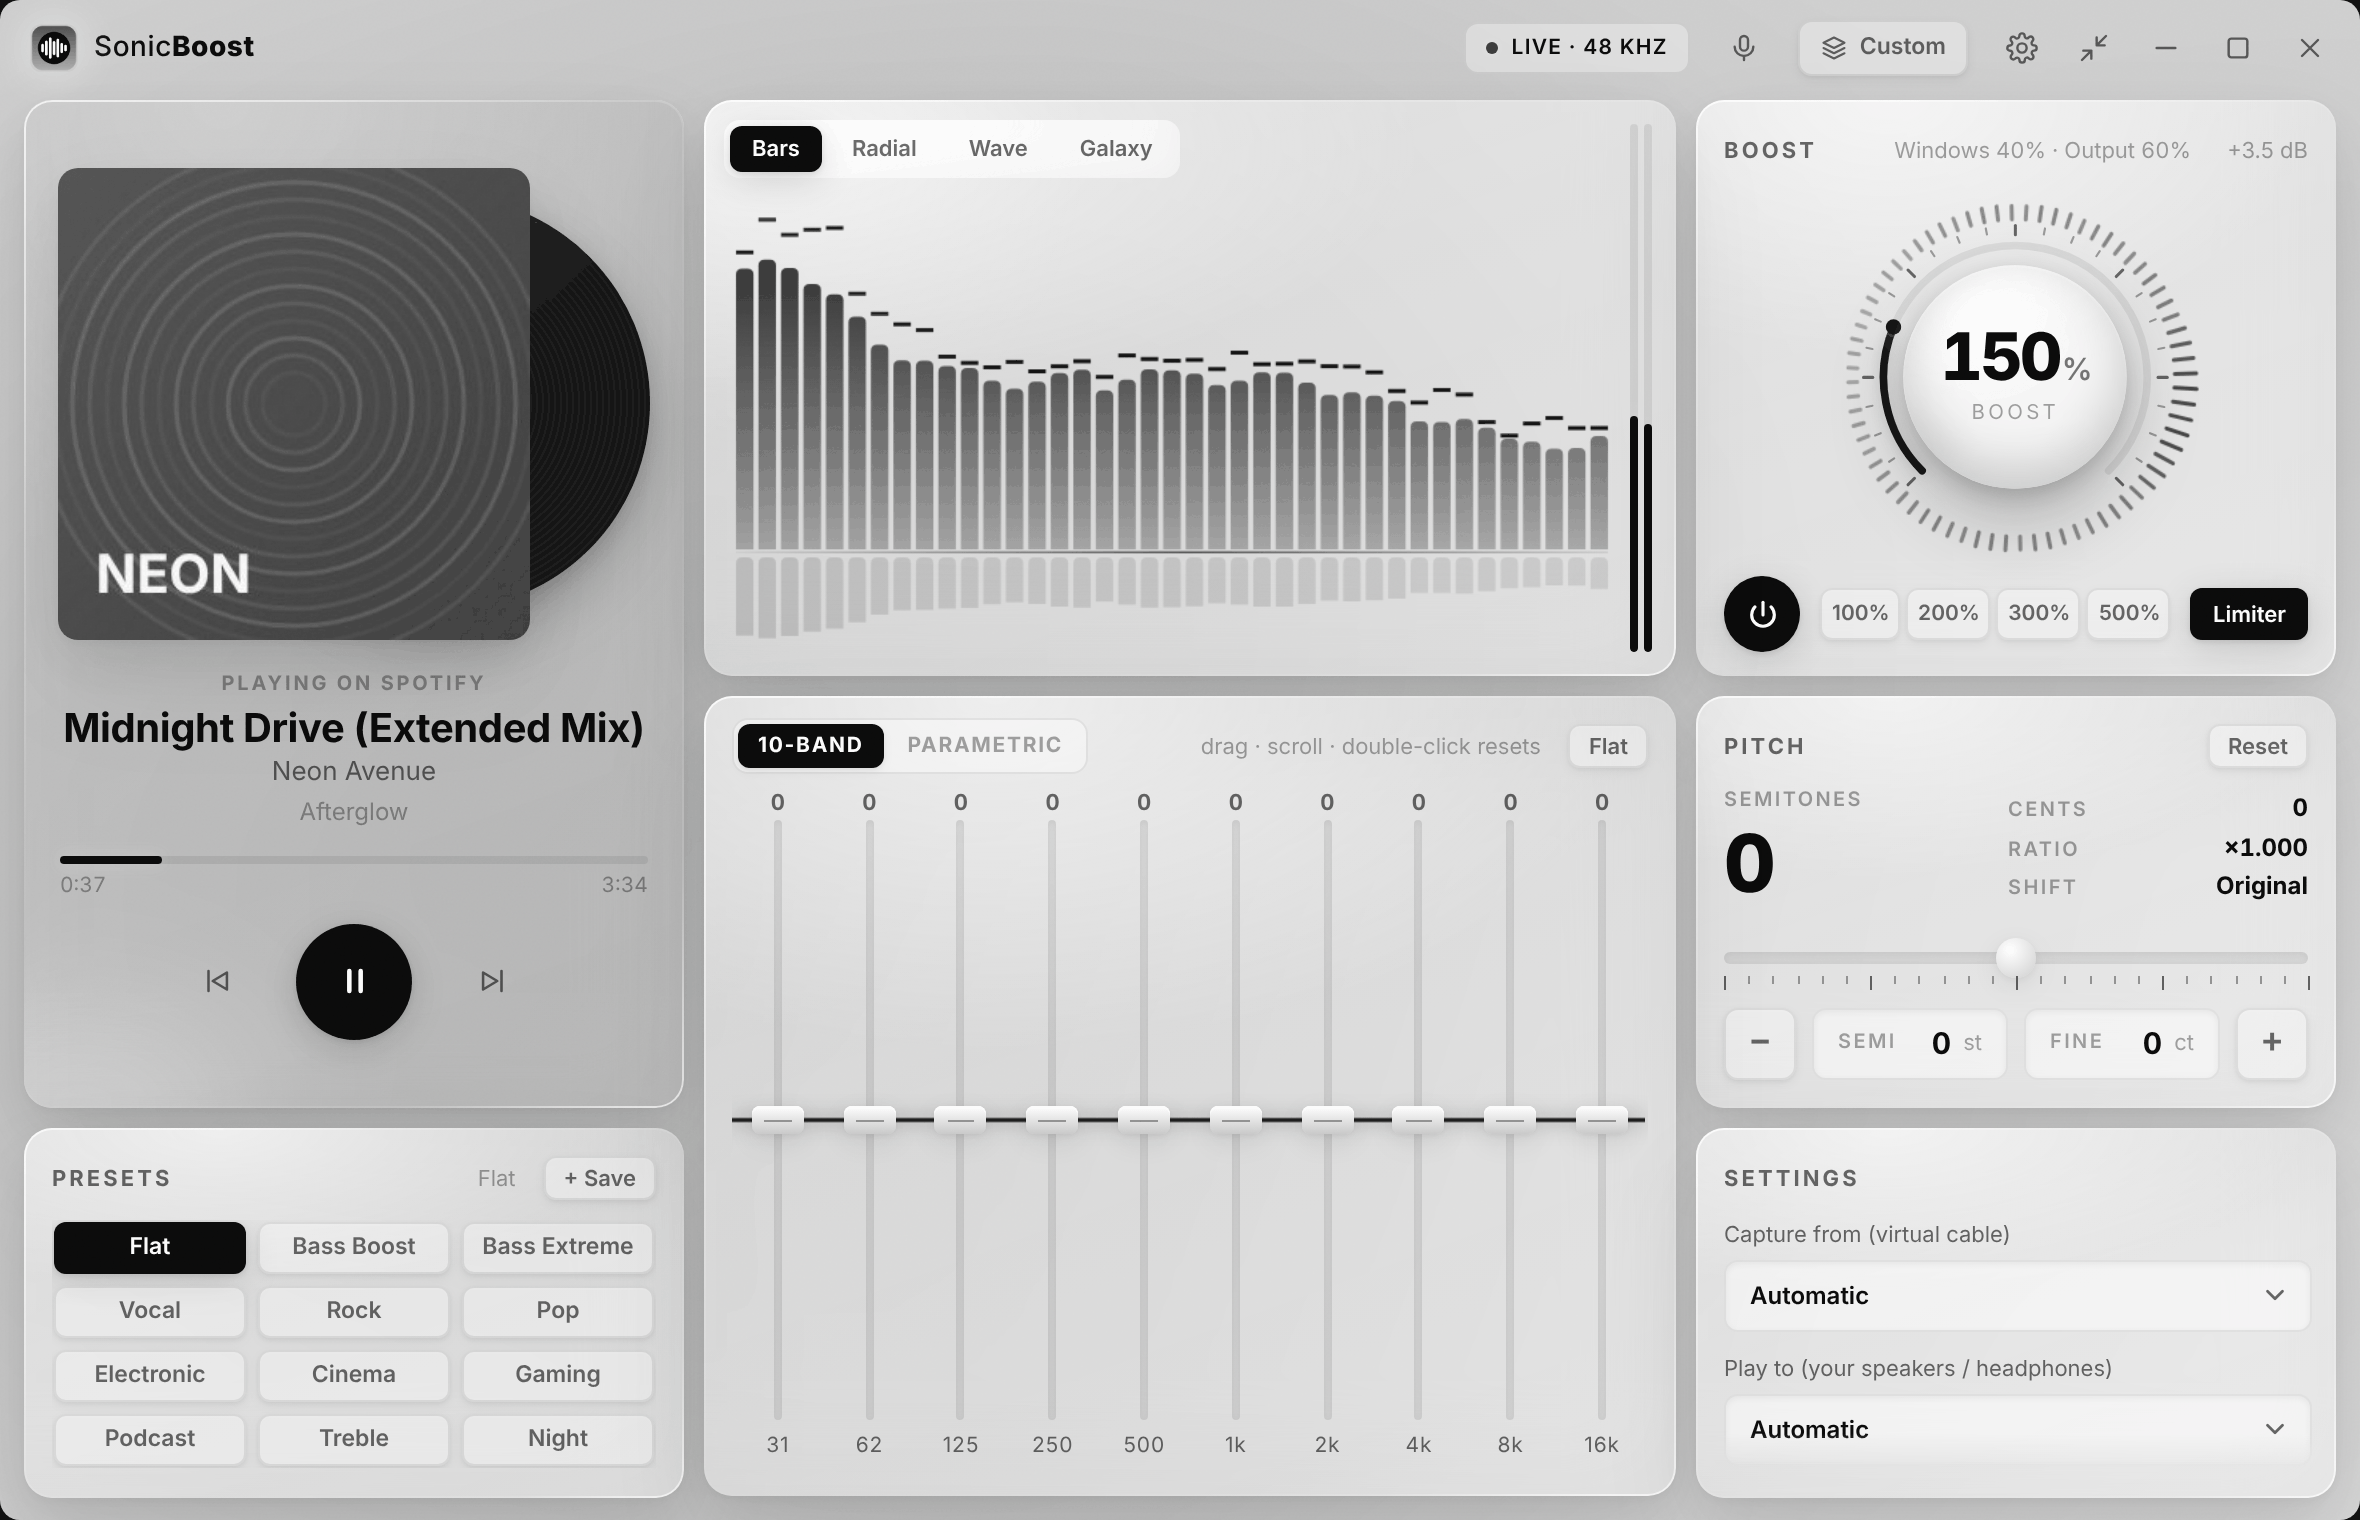 SonicBoost
LIVE · 48 KHZ
Custom
NEON
PLAYING ON SPOTIFY
Midnight Drive (Extended Mix)
Neon Avenue
Afterglow
0:37 3:34
PRESETS Flat + Save
Flat Bass Boost Bass Extreme
Vocal Rock Pop
Electronic Cinema Gaming
Podcast Treble Night
Bars Radial Wave Galaxy
10-BAND PARAMETRIC drag · scroll · double-click resets Flat
0 0 0 0 0 0 0 0 0 0
31 62 125 250 500 1k 2k 4k 8k 16k
BOOST Windows 40% · Output 60% +3.5 dB
150%
BOOST
100% 200% 300% 500% Limiter
PITCH Reset
SEMITONES
0
CENTS 0
RATIO ×1.000
SHIFT Original
− SEMI 0 st FINE 0 ct +
SETTINGS
Capture from (virtual cable)
Automatic
Play to (your speakers / headphones)
Automatic